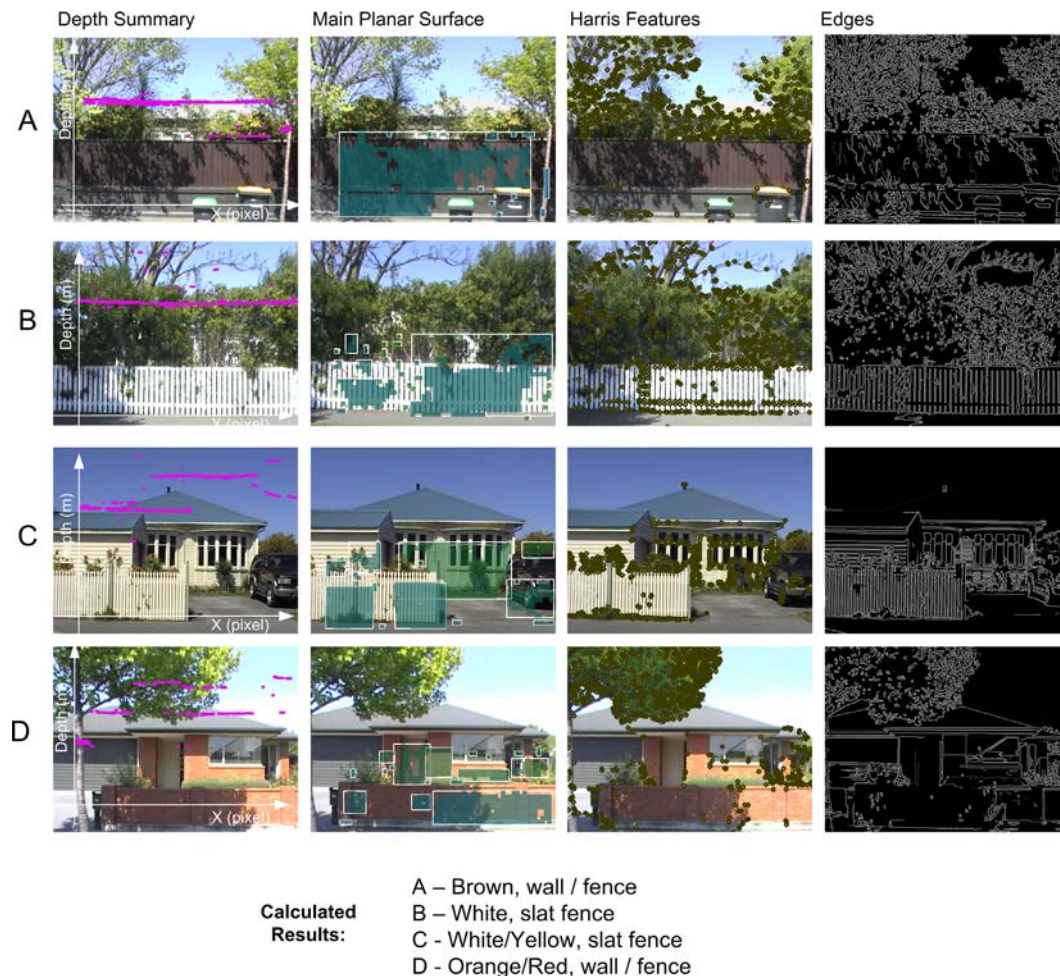 Depth Summary Main Planar Surface Harris Features Edges
A
Depth (m)
X (pixel)
B
Depth (m)
C
Depth (m)
X (pixel)
D
Depth (m)
X (pixel)
Calculated
Results:
A – Brown, wall / fence
B – White, slat fence
C - White/Yellow, slat fence
D - Orange/Red, wall / fence